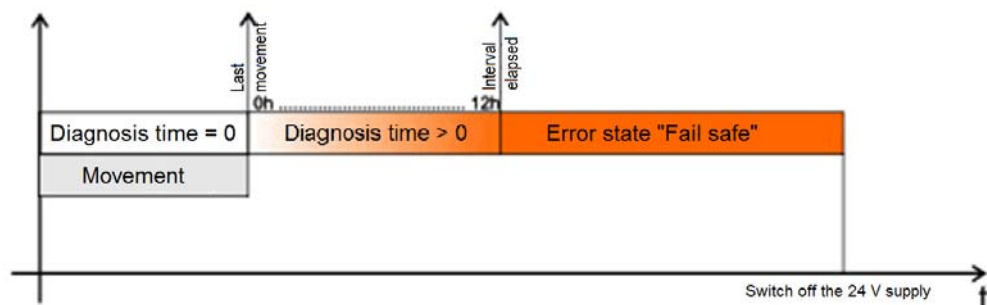 Last
movement
Interval
elapsed
0h ........................................ 12h
Diagnosis time = 0
Diagnosis time > 0
Error state "Fail safe"
Movement
Switch off the 24 V supply
t